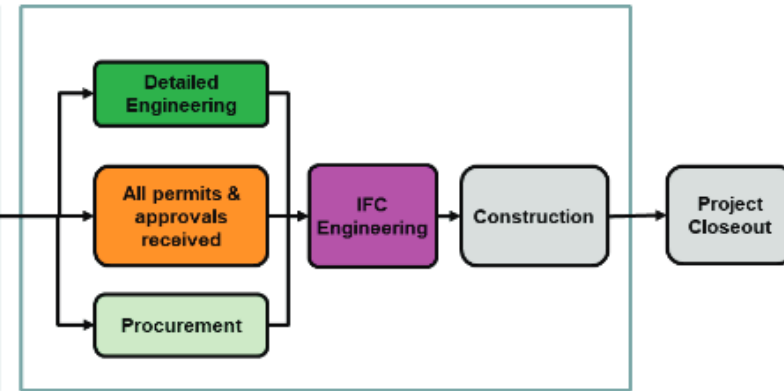 Detailed
Engineering
All permits &
approvals
received
Procurement
IFC
Engineering
Construction
Project
Closeout